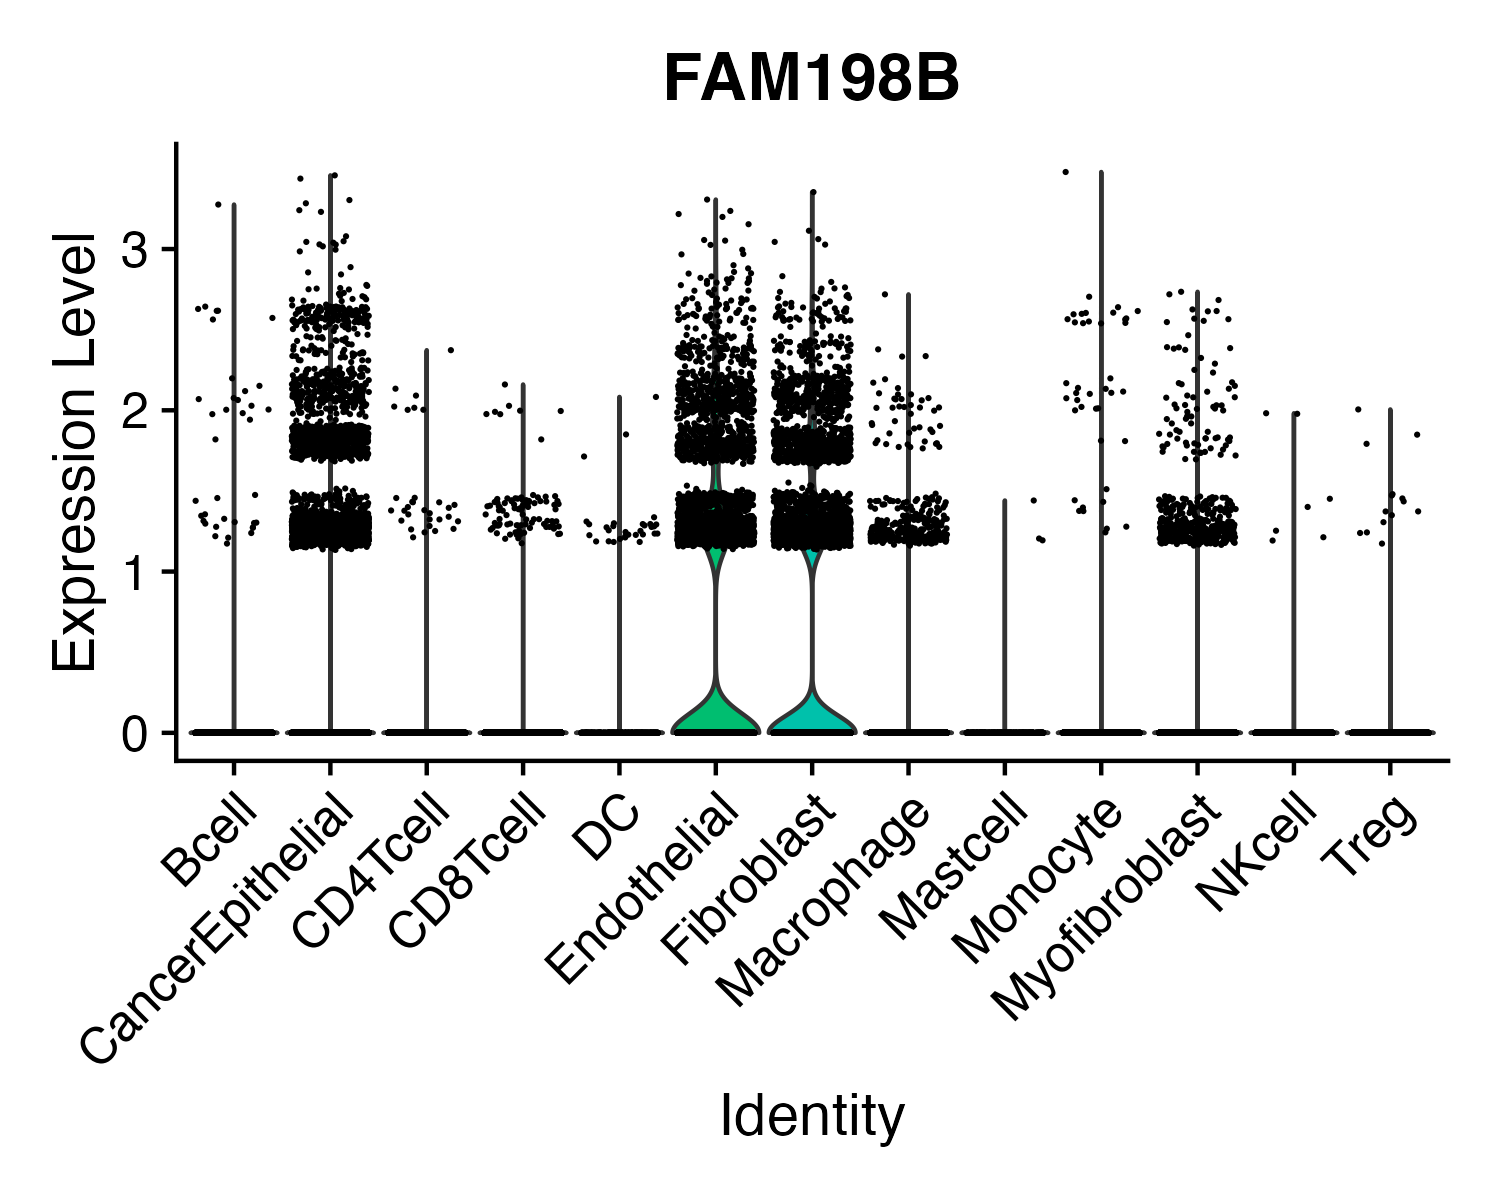 FAM198B
Expression Level
3
2
1
0
Bcell
CancerEpithelial
CD4Tcell
CD8Tcell
DC
Endothelial
Fibroblast
Macrophage
Mastcell
Monocyte
Myofibroblast
NKcell
Treg
Identity